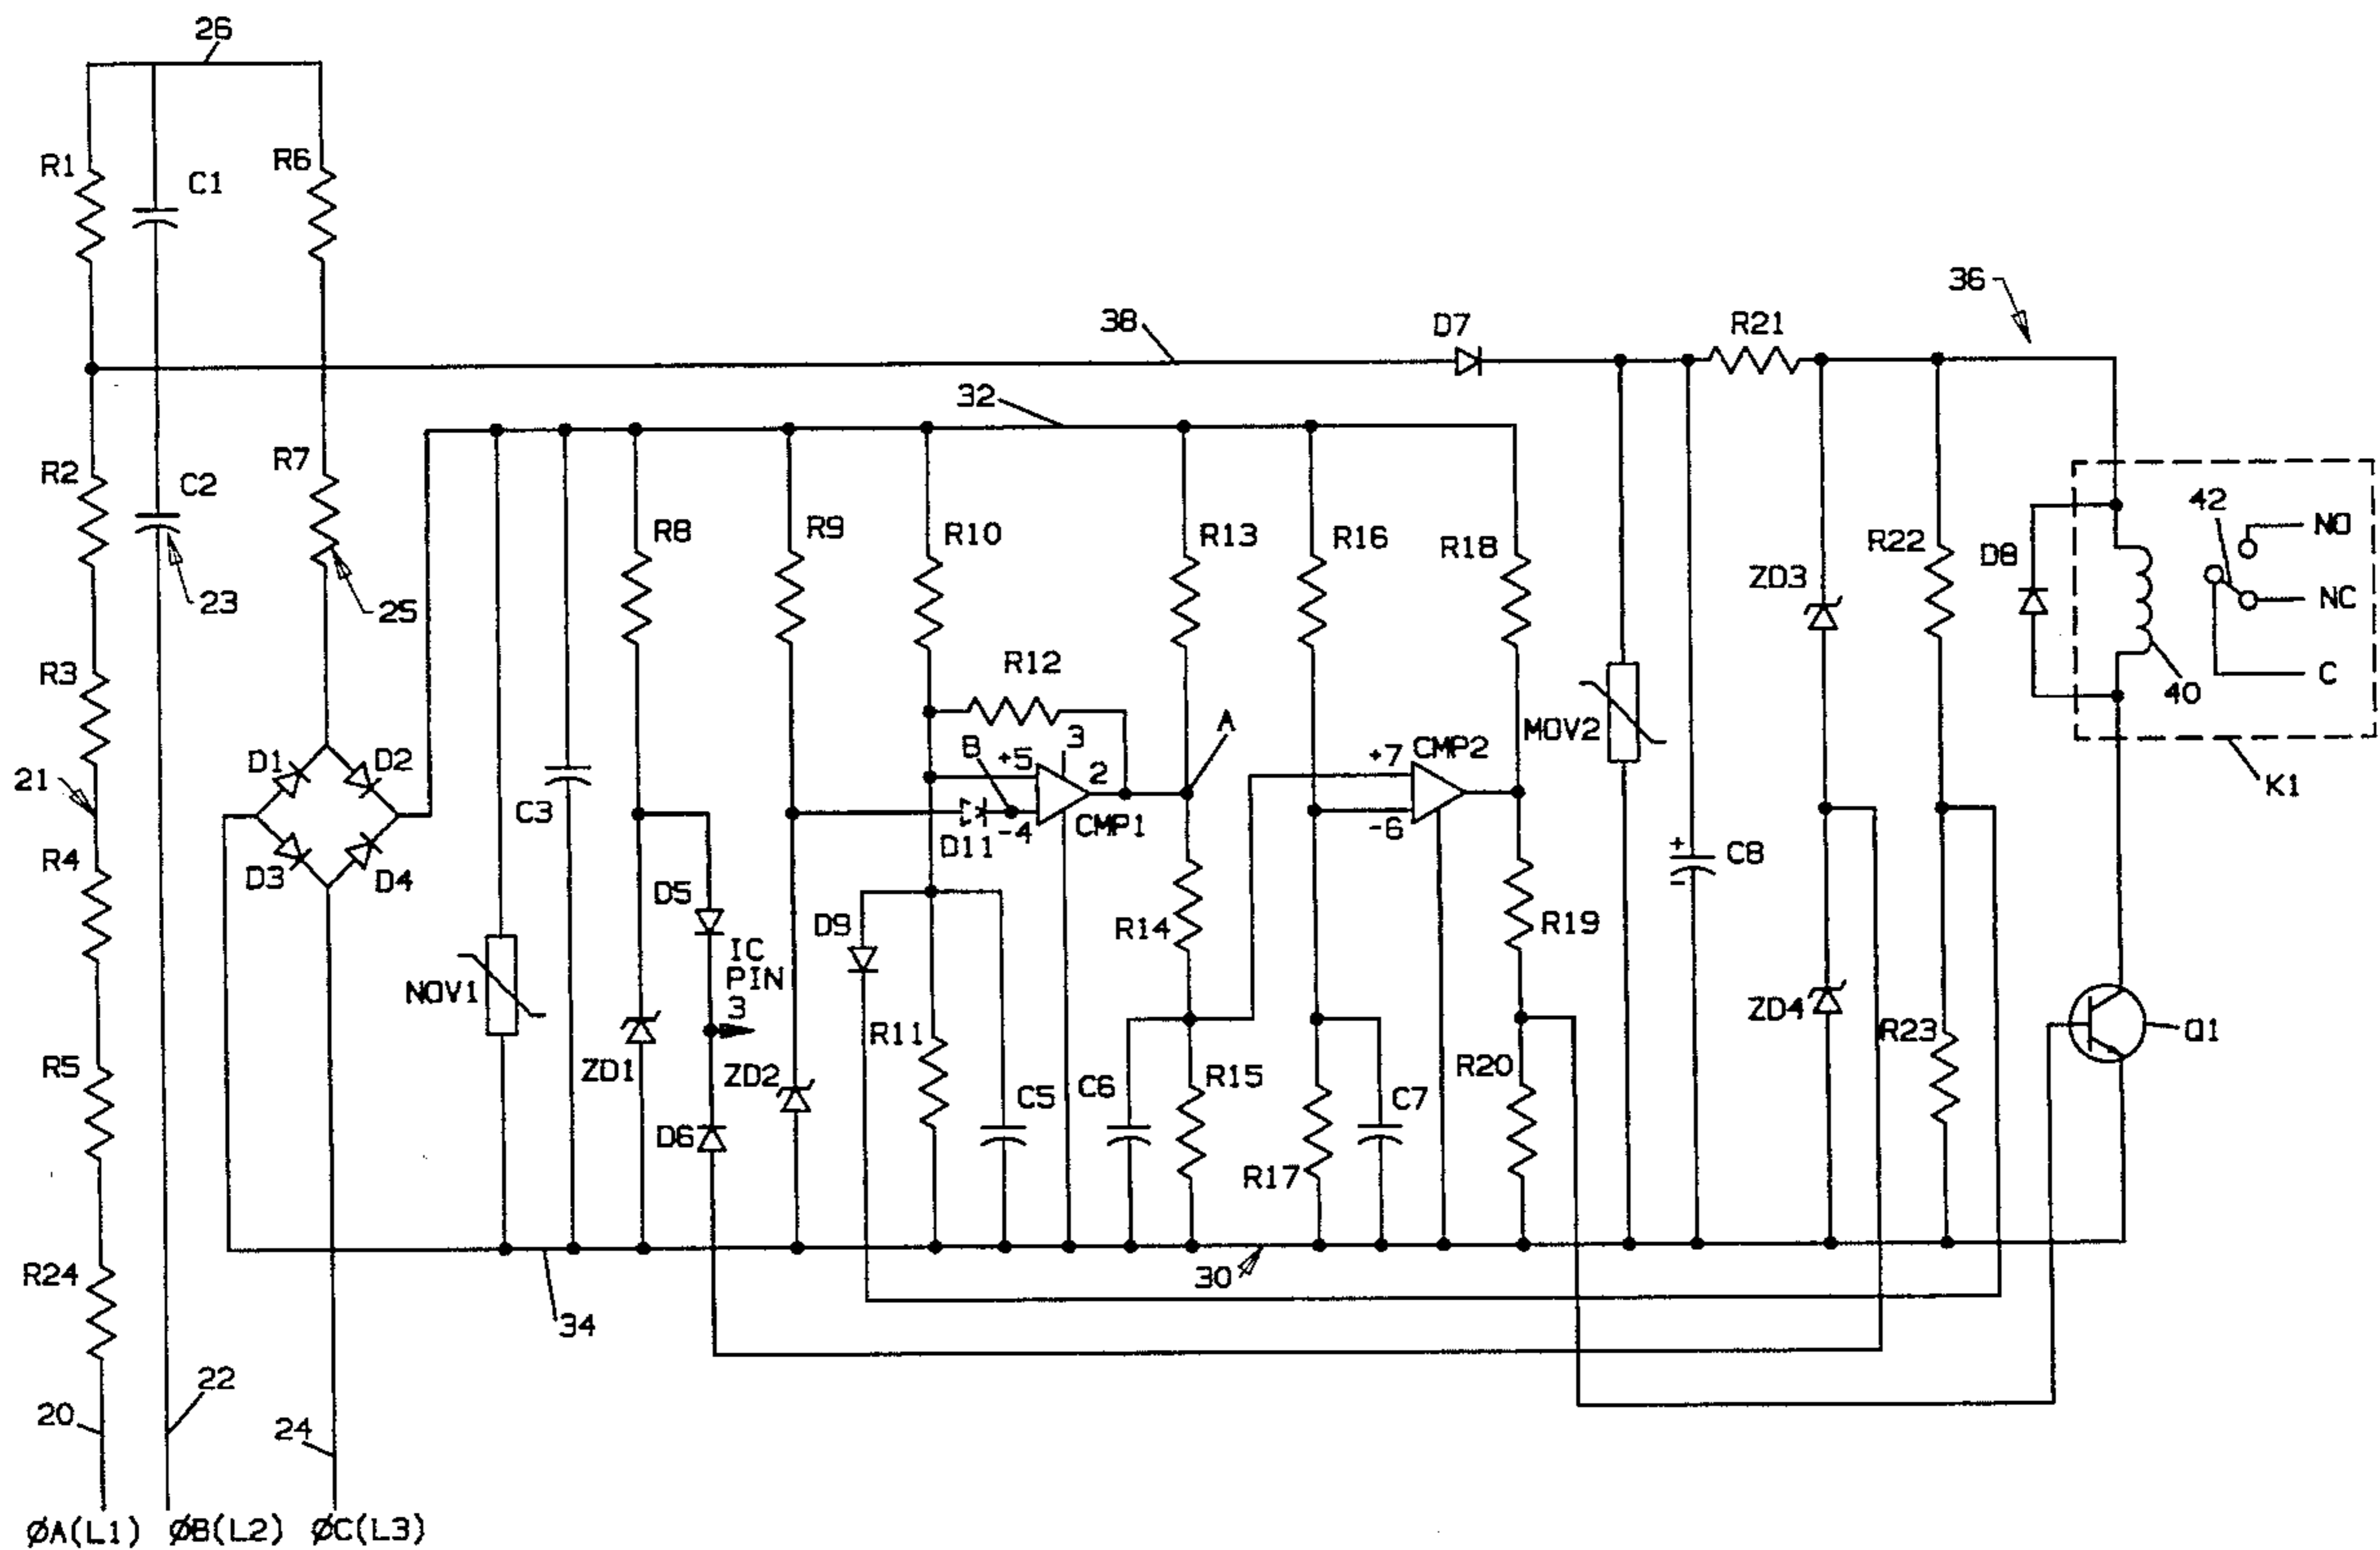 26
R1
C1
R6
36
38
D7
R21
32
R2
C2
R7
42
R8
R9
R10
R13
R16
R18
R22
D8
NO
ZD3
NC
23
25
R12
R3
C
40
A
MOV2
B
3
+5
2
+7
CMP2
D1
D2
21
K1
C3
-4
CMP1
-6
D11
R4
D3
D4
C8
+
-
D5
R14
R19
D9
IC
PIN
3
NOV1
ZD4
R11
R23
Q1
R5
ZD1
ZD2
C5
C6
R15
C7
R20
D6
R17
R24
30
34
22
20
24
ØA(L1) ØB(L2) ØC(L3)